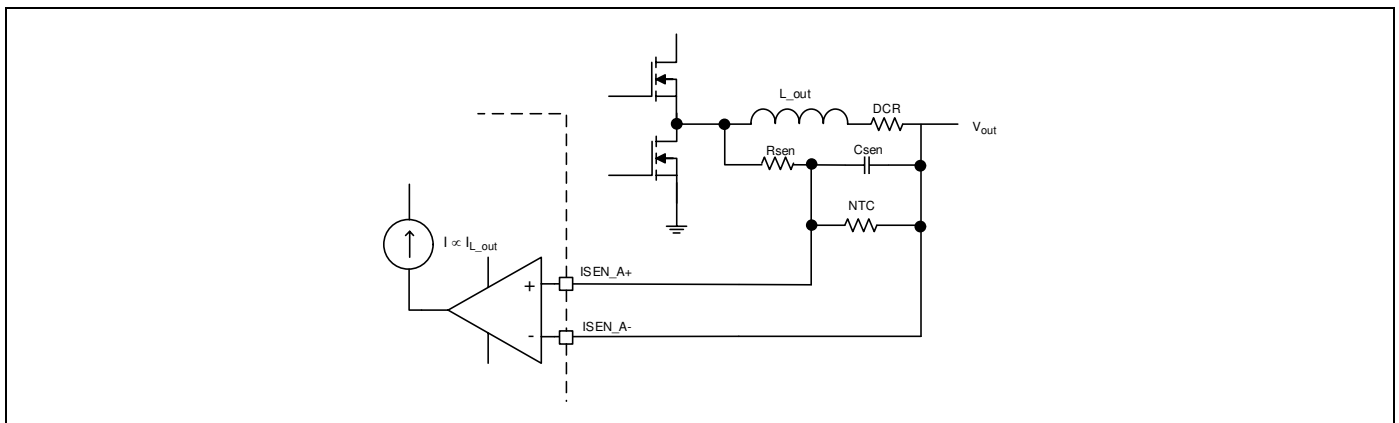 L_out
DCR
Vout
Rsen
Csen
NTC
I ∝ IL_out
ISEN_A+
+
ISEN_A-
-